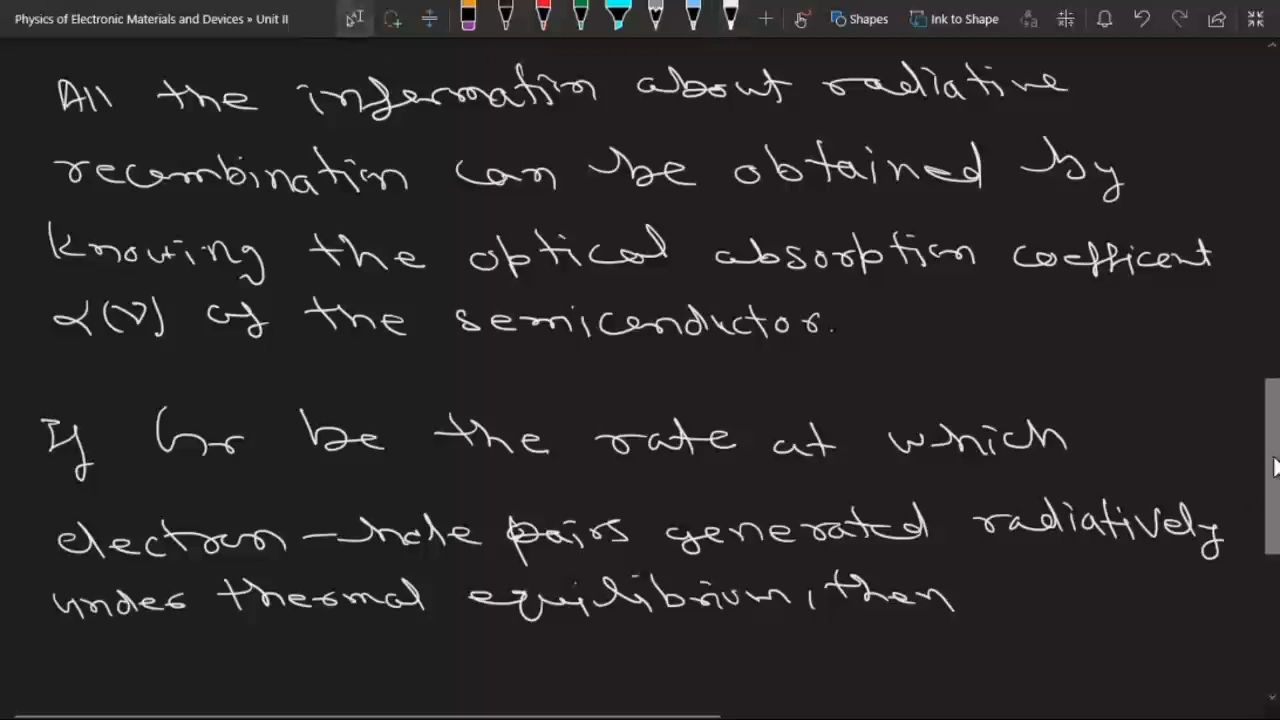 Physics of Electronic Materials and Devices » Unit II
Shapes
Ink to Shape
All the information about radiative
recombination can be obtained by
knowing the optical absorption coefficent
α(ν) of the semiconductor.
If Gr be the rate at which
electron-hole pairs generated radiatively
under thermal equilibrium, then